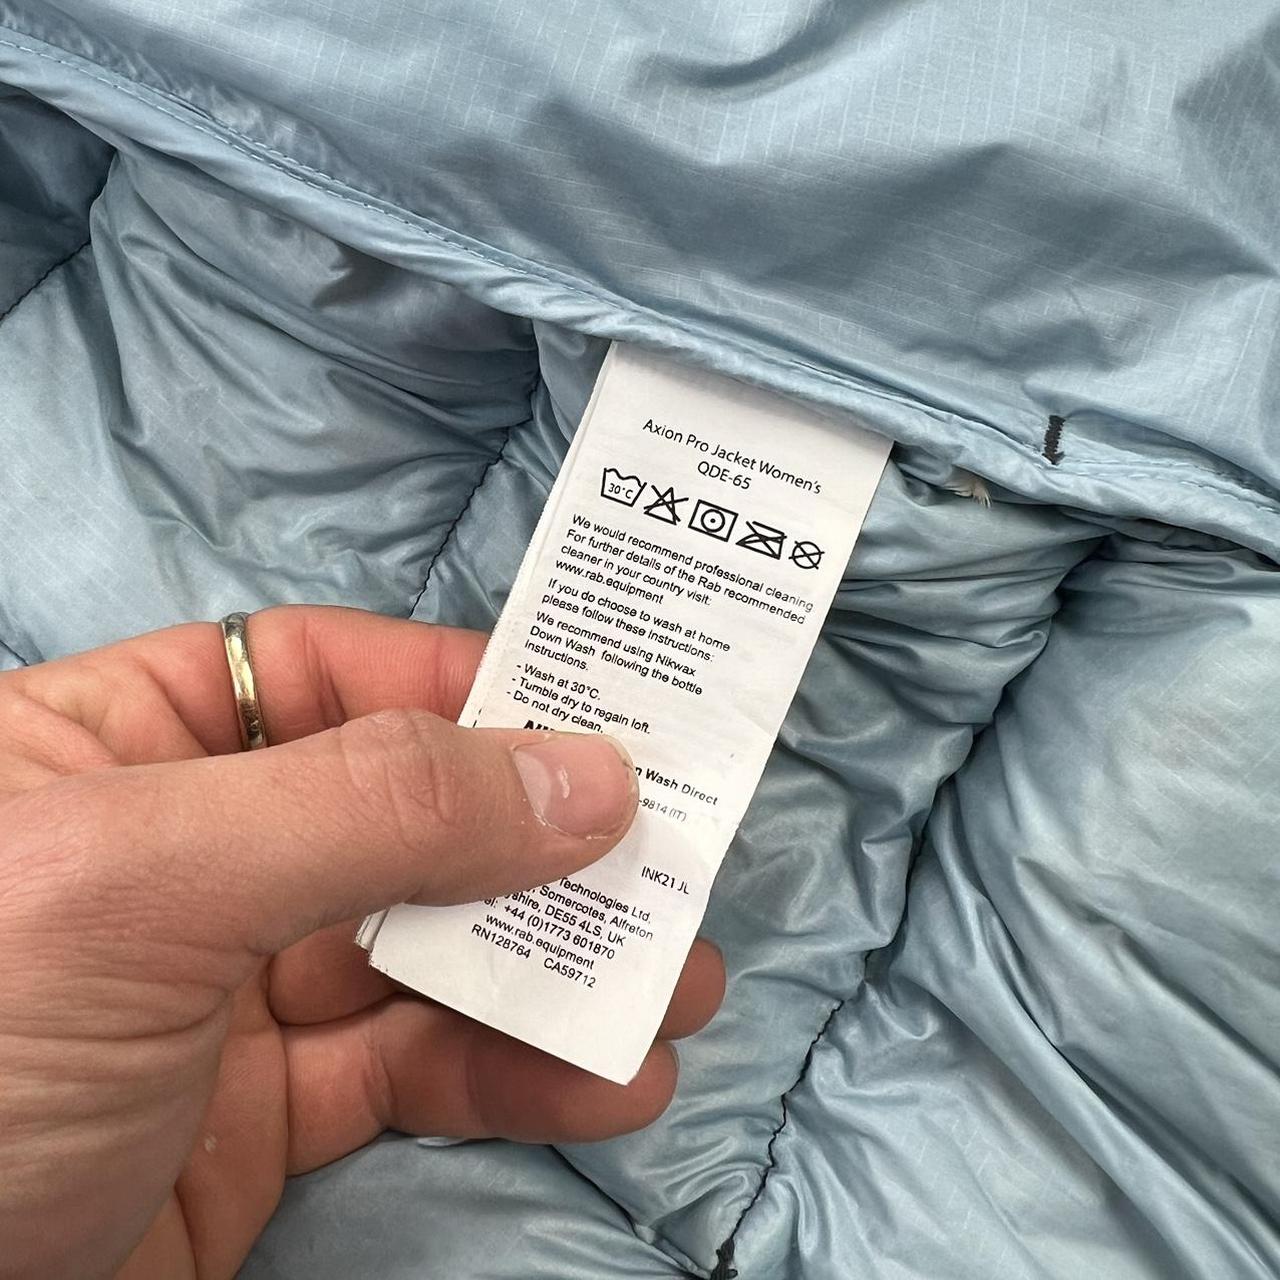 Axion Pro Jacket Women's
QDE-65
30°C
We would recommend professional cleaning
For further details of the Rab recommended
cleaner in your country visit:
www.rab.equipment
If you do choose to wash at home
please follow these instructions:
We recommend using Nikwax
Down Wash following the bottle
instructions.
- Wash at 30°C.
- Tumble dry to regain loft.
- Do not dry clean.
Wash Direct
-9814 (IT)
INK21 JL
Technologies Ltd.
Somercotes, Alfreton
DE55 4LS, UK
+44 (0)1773 601870
www.rab.equipment
RN128764 CA59712